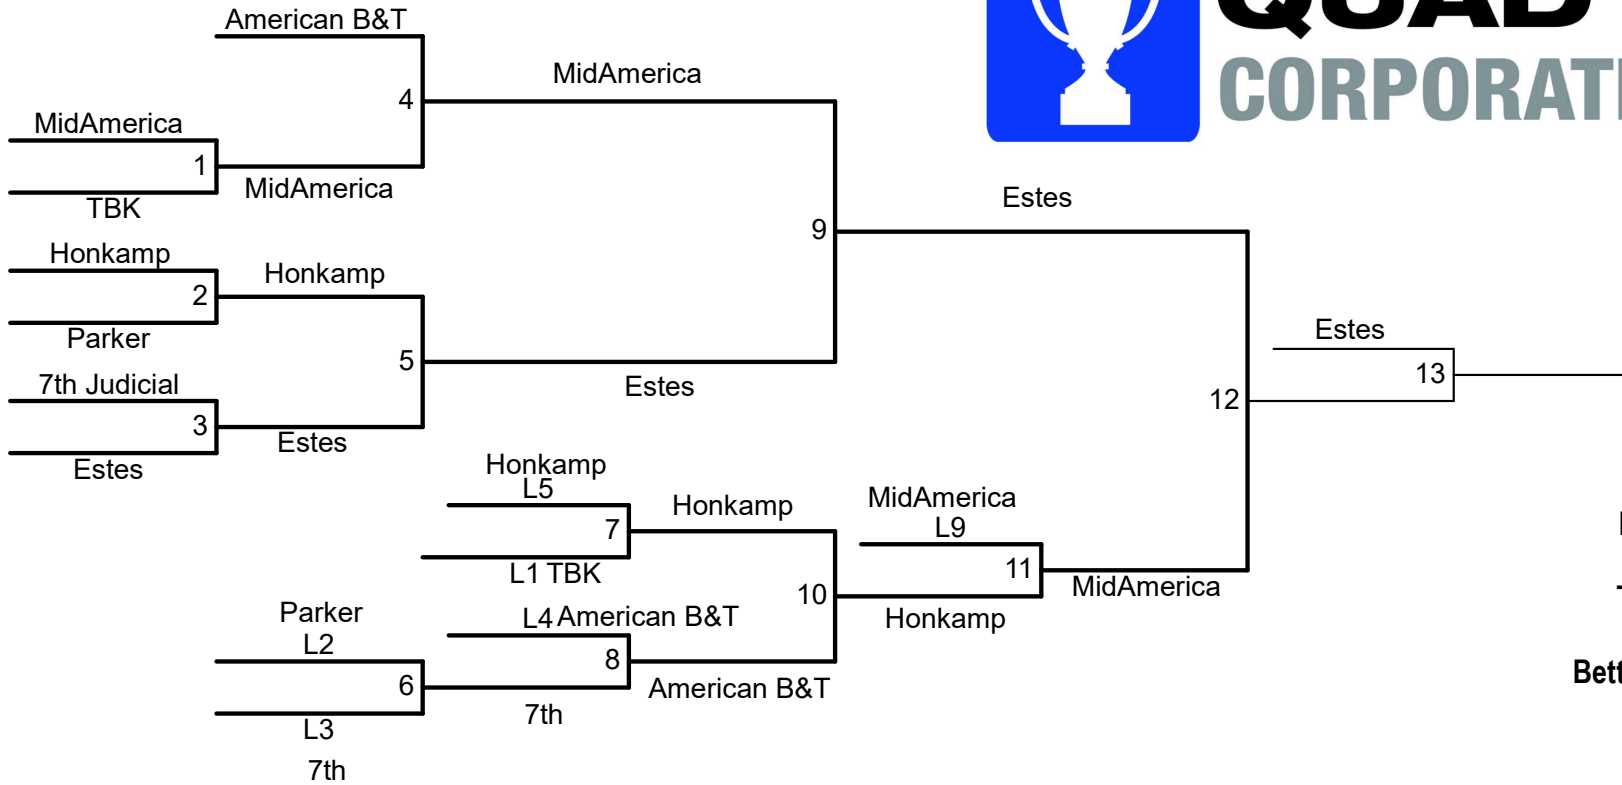 American B&T
QUAD
CORPORAT
MidAmerica
4
MidAmerica
1
MidAmerica
TBK
Estes
Honkamp
9
Honkamp
2
Parker
Estes
5
13
7th Judicial
Estes
12
3
Estes
Estes
Honkamp
L5
MidAmerica
Honkamp
L9
7
11
L1 TBK
MidAmerica
10
Parker
L4 American B&T
Honkamp
L2
8
6
American B&T
L3
7th
7th
Bett